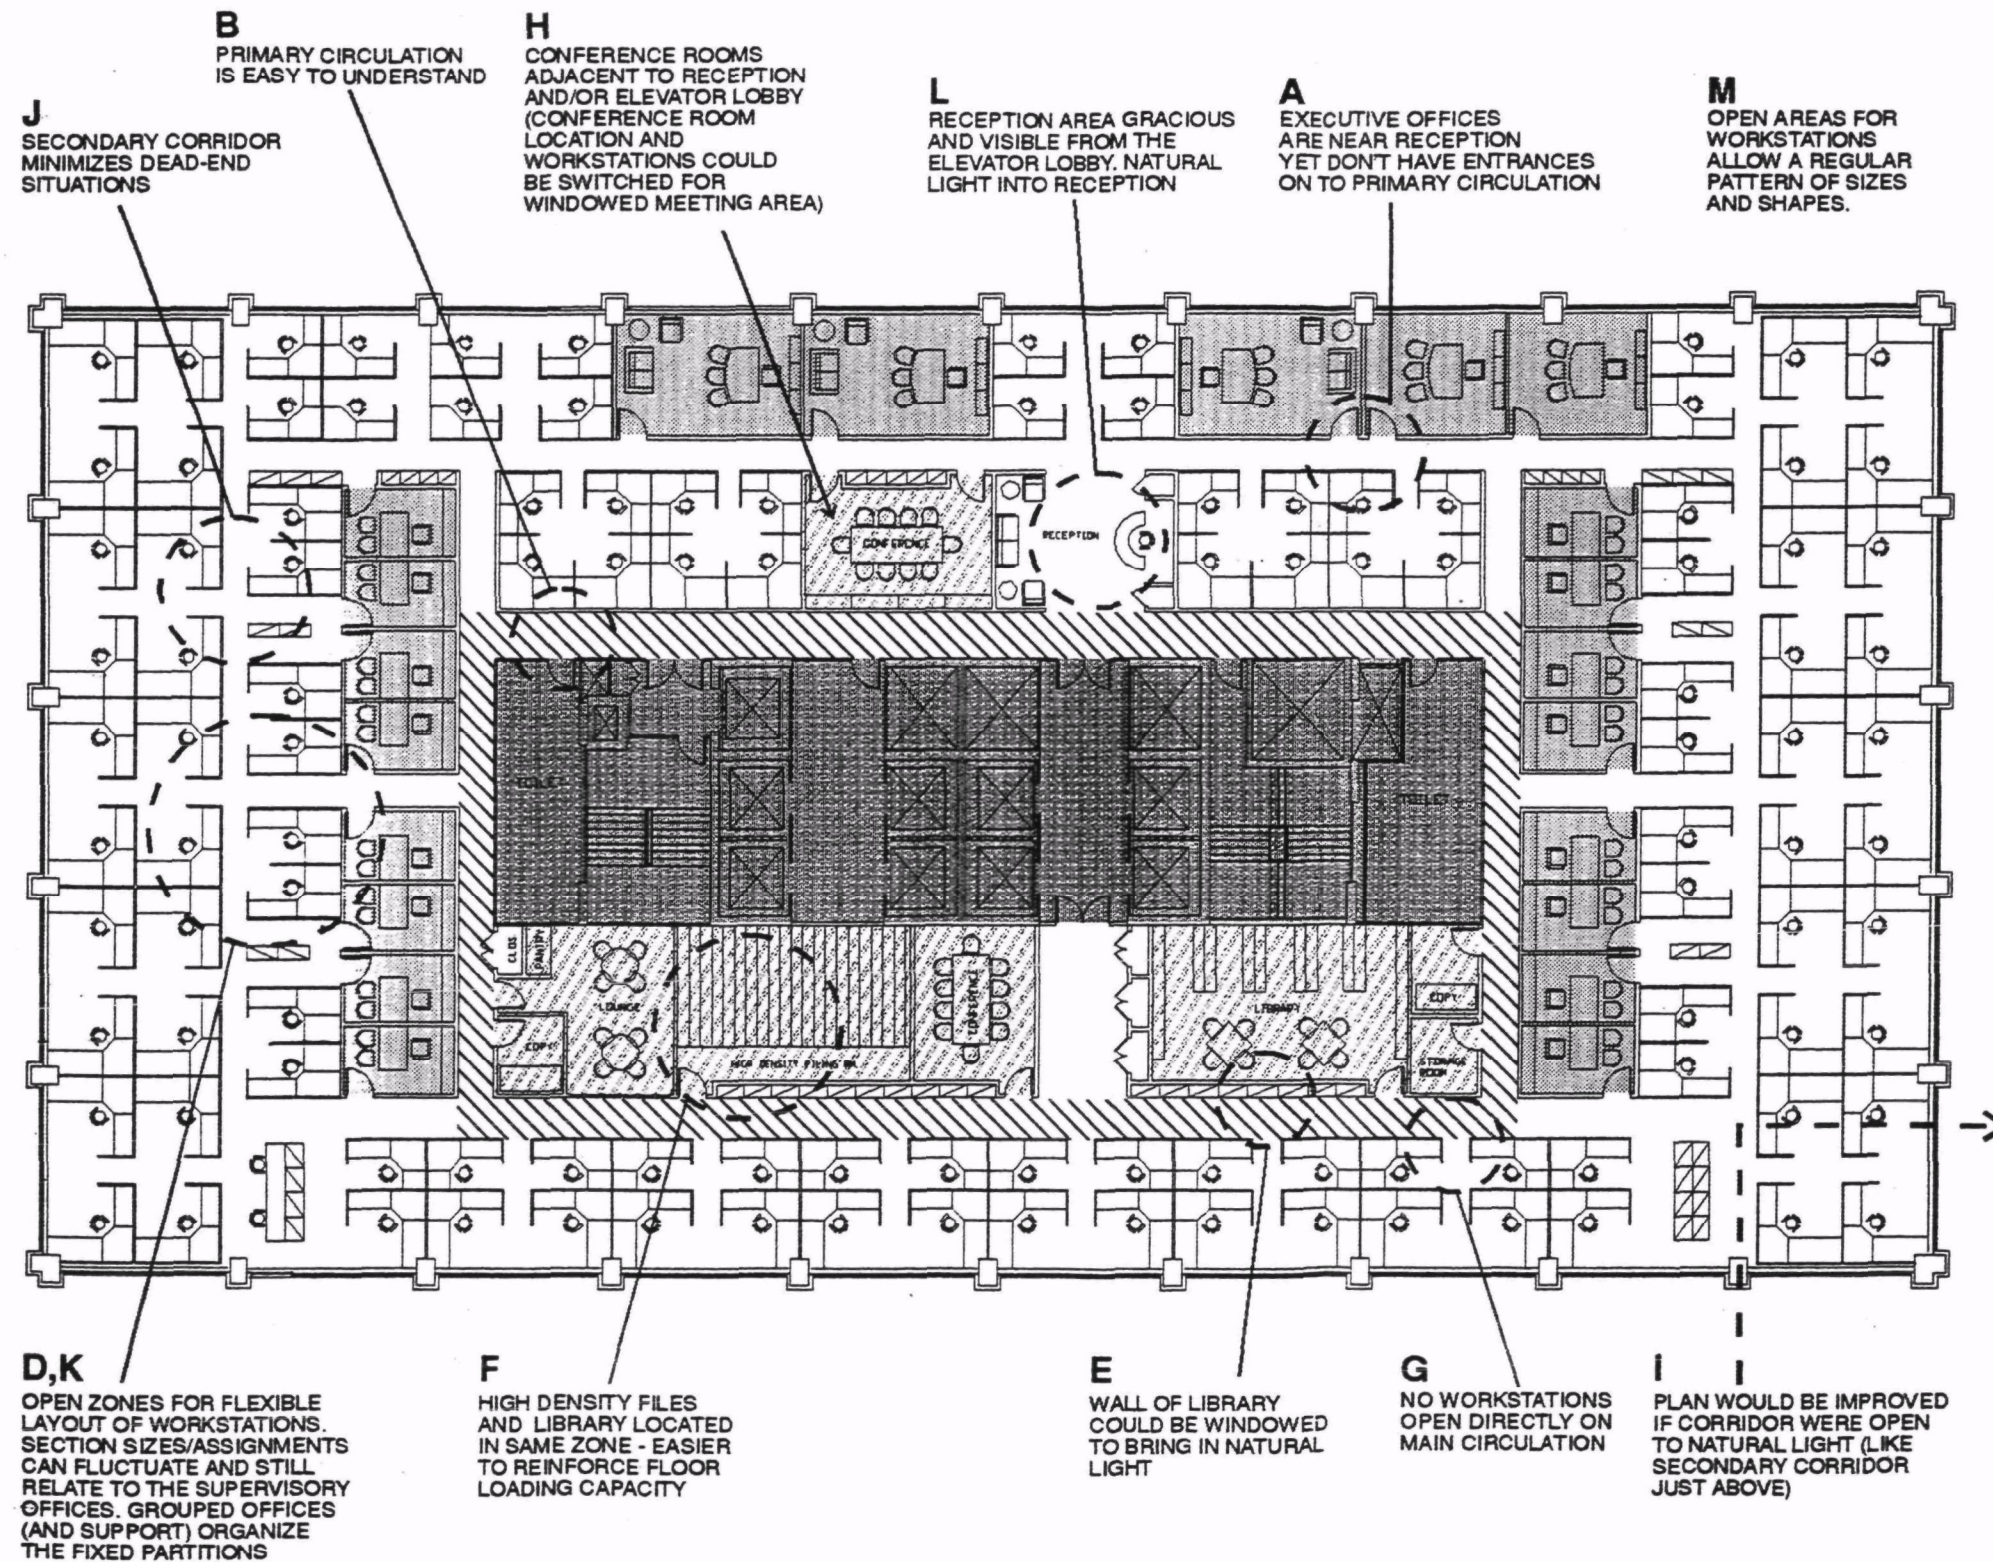 B
PRIMARY CIRCULATION
IS EASY TO UNDERSTAND
H
CONFERENCE ROOMS
ADJACENT TO RECEPTION
AND/OR ELEVATOR LOBBY
(CONFERENCE ROOM
LOCATION AND
WORKSTATIONS COULD
BE SWITCHED FOR
WINDOWED MEETING AREA)
J
SECONDARY CORRIDOR
MINIMIZES DEAD-END
SITUATIONS
L
RECEPTION AREA GRACIOUS
AND VISIBLE FROM THE
ELEVATOR LOBBY. NATURAL
LIGHT INTO RECEPTION
A
EXECUTIVE OFFICES
ARE NEAR RECEPTION
YET DON'T HAVE ENTRANCES
ON TO PRIMARY CIRCULATION
M
OPEN AREAS FOR
WORKSTATIONS
ALLOW A REGULAR
PATTERN OF SIZES
AND SHAPES.
CONFERENCE
RECEPTION
TOILET
TOILET
CLOS
PANTRY
LOUNGE
COPY
HIGH DENSITY FILING RM.
CONFERENCE
LIBRARY
COPY
STORAGE
ROOM
D,K
OPEN ZONES FOR FLEXIBLE
LAYOUT OF WORKSTATIONS.
SECTION SIZES/ASSIGNMENTS
CAN FLUCTUATE AND STILL
RELATE TO THE SUPERVISORY
OFFICES. GROUPED OFFICES
(AND SUPPORT) ORGANIZE
THE FIXED PARTITIONS
F
HIGH DENSITY FILES
AND LIBRARY LOCATED
IN SAME ZONE - EASIER
TO REINFORCE FLOOR
LOADING CAPACITY
E
WALL OF LIBRARY
COULD BE WINDOWED
TO BRING IN NATURAL
LIGHT
G
NO WORKSTATIONS
OPEN DIRECTLY ON
MAIN CIRCULATION
I
PLAN WOULD BE IMPROVED
IF CORRIDOR WERE OPEN
TO NATURAL LIGHT (LIKE
SECONDARY CORRIDOR
JUST ABOVE)